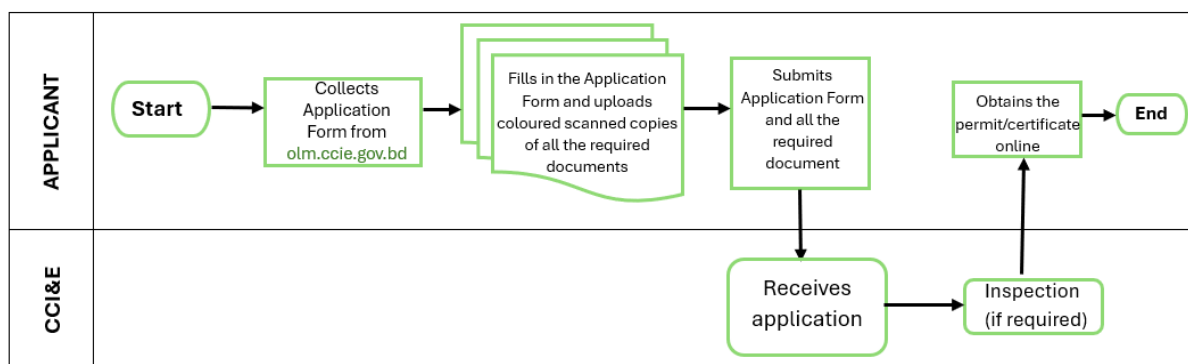 APPLICANT
Start
Collects
Application
Form from
olm.ccie.gov.bd
Fills in the Application
Form and uploads
coloured scanned copies
of all the required
documents
Submits
Application Form
and all the
required
document
Obtains the
permit/certificate
online
End
CCI&E
Receives
application
Inspection
(if required)